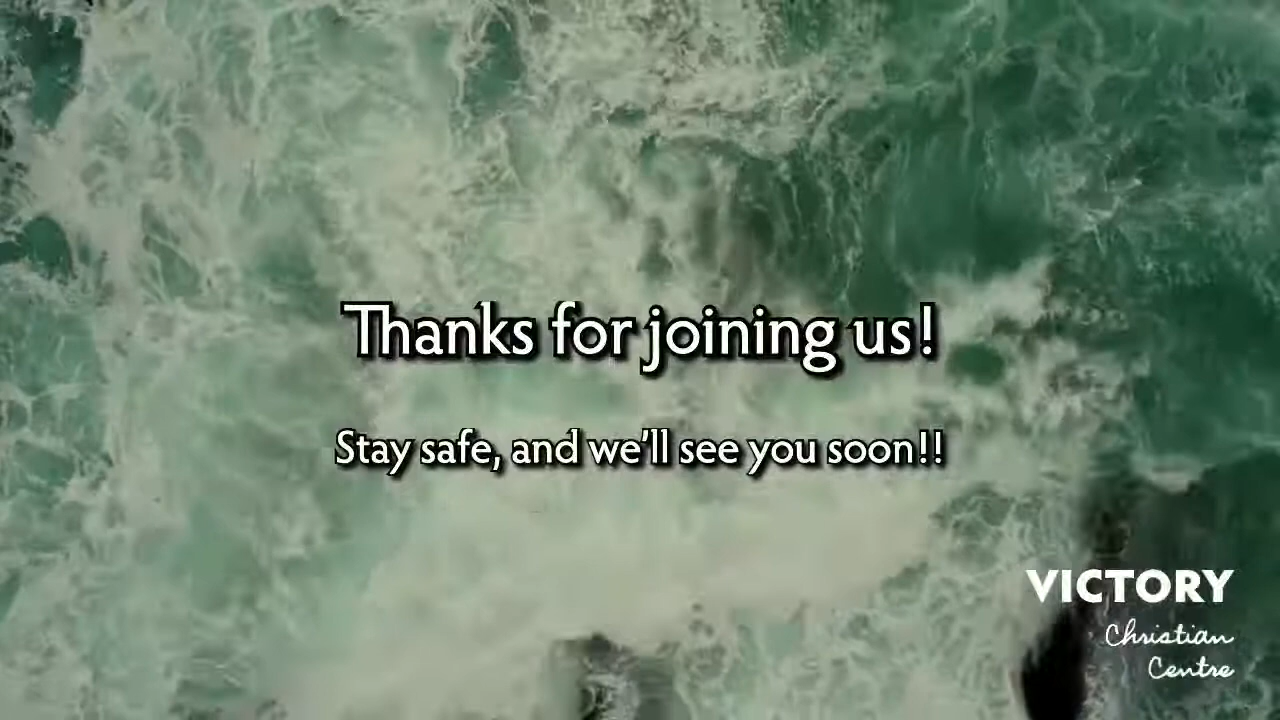 Thanks for joining us!
Stay safe, and we'll see you soon!!
VICTORY
Christian
Centre